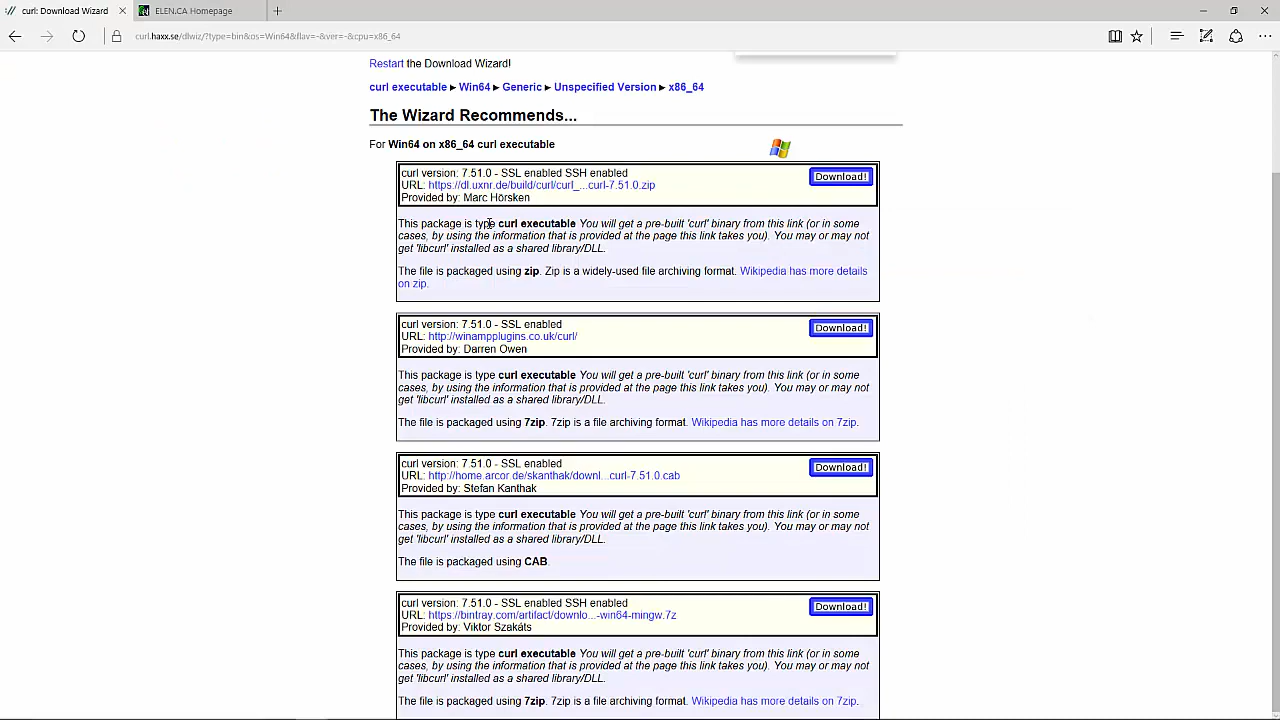 curl: Download Wizard
ELEN.CA Homepage
curl.haxx.se/dlwiz/?type=bin&os=Win64&flav=-&ver=-&cpu=x86_64
Restart the Download Wizard!
curl executable ▸ Win64 ▸ Generic ▸ Unspecified Version ▸ x86_64
The Wizard Recommends...
For Win64 on x86_64 curl executable
curl version: 7.51.0 - SSL enabled SSH enabled
Download!
URL: https://dl.uxnr.de/build/curl/curl_...curl-7.51.0.zip
Provided by: Marc Hörsken
This package is type curl executable You will get a pre-built 'curl' binary from this link (or in some
cases, by using the information that is provided at the page this link takes you). You may or may not
get 'libcurl' installed as a shared library/DLL.
The file is packaged using zip. Zip is a widely-used file archiving format. Wikipedia has more details
on zip.
curl version: 7.51.0 - SSL enabled
Download!
URL: http://winampplugins.co.uk/curl/
Provided by: Darren Owen
This package is type curl executable You will get a pre-built 'curl' binary from this link (or in some
cases, by using the information that is provided at the page this link takes you). You may or may not
get 'libcurl' installed as a shared library/DLL.
The file is packaged using 7zip. 7zip is a file archiving format. Wikipedia has more details on 7zip.
curl version: 7.51.0 - SSL enabled
Download!
URL: http://home.arcor.de/skanthak/downl...curl-7.51.0.cab
Provided by: Stefan Kanthak
This package is type curl executable You will get a pre-built 'curl' binary from this link (or in some
cases, by using the information that is provided at the page this link takes you). You may or may not
get 'libcurl' installed as a shared library/DLL.
The file is packaged using CAB.
curl version: 7.51.0 - SSL enabled SSH enabled
Download!
URL: https://bintray.com/artifact/downlo...-win64-mingw.7z
Provided by: Viktor Szakáts
This package is type curl executable You will get a pre-built 'curl' binary from this link (or in some
cases, by using the information that is provided at the page this link takes you). You may or may not
get 'libcurl' installed as a shared library/DLL.
The file is packaged using 7zip. 7zip is a file archiving format. Wikipedia has more details on 7zip.